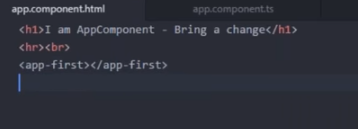 app.component.html app.component.ts
<h1>I am AppComponent - Bring a change</h1>
<hr><br>
<app-first></app-first>